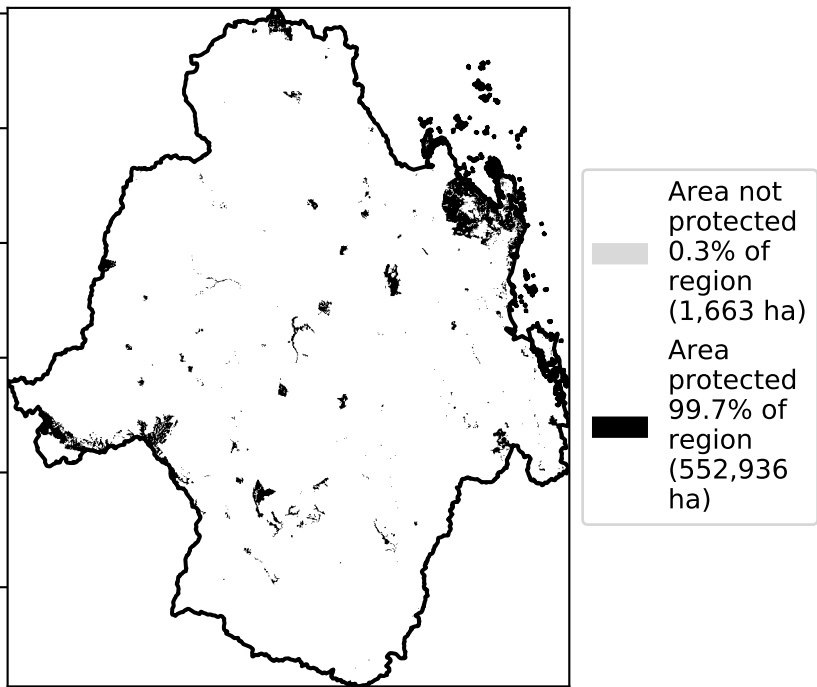 Area not
protected
0.3% of
region
(1,663 ha)
Area
protected
99.7% of
region
(552,936
ha)